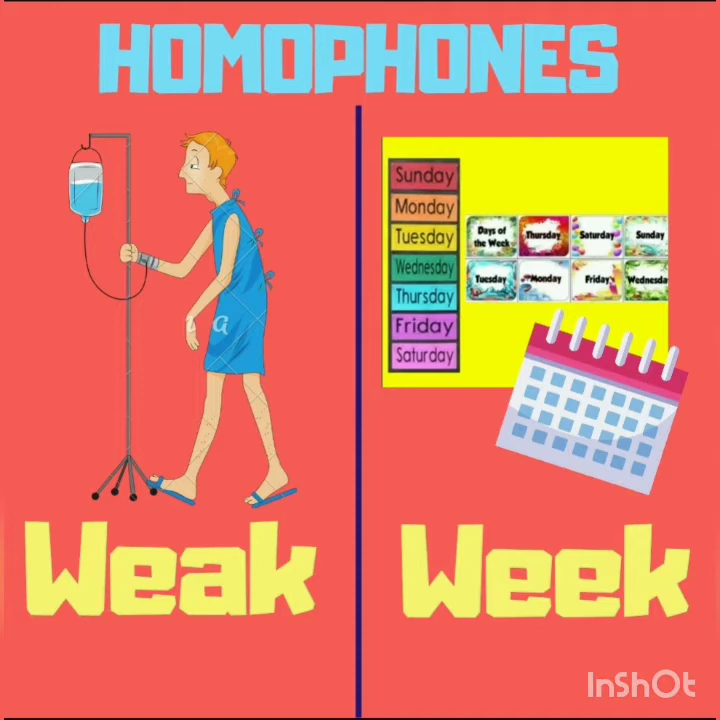 HOMOPHONES
Sunday
Monday
Tuesday
Wednesday
Thursday
Friday
Saturday
Days of the Week
Thursday
Saturday
Sunday
Tuesday
Monday
Friday
Wednesda
Weak
Week
InShOt